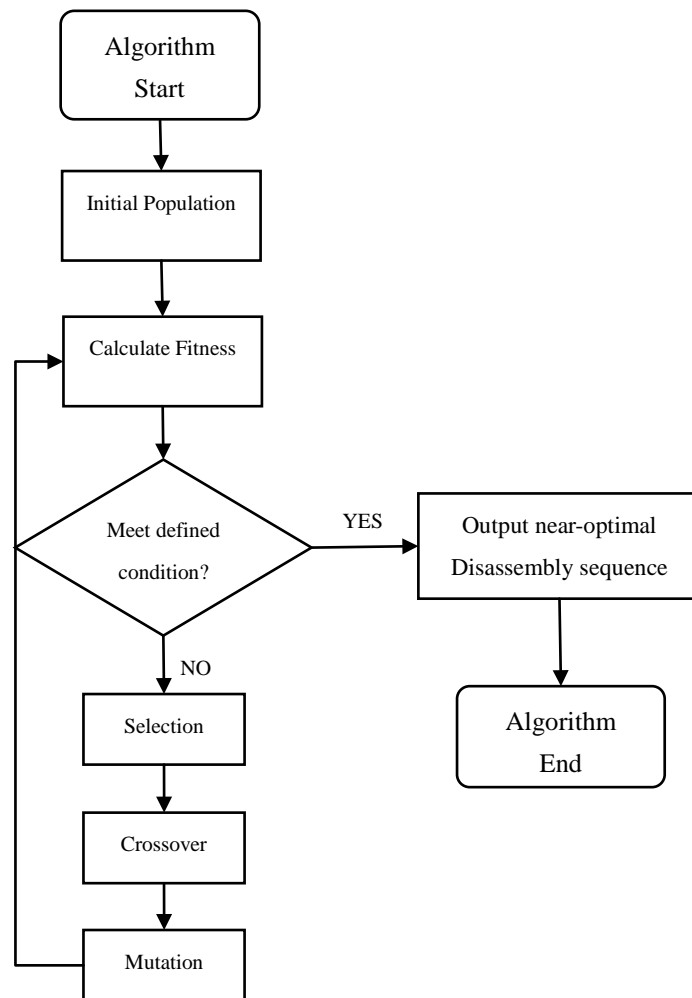 Algorithm
Start
Initial Population
Calculate Fitness
Meet defined
condition?
YES
Output near-optimal
Disassembly sequence
NO
Algorithm
End
Selection
Crossover
Mutation